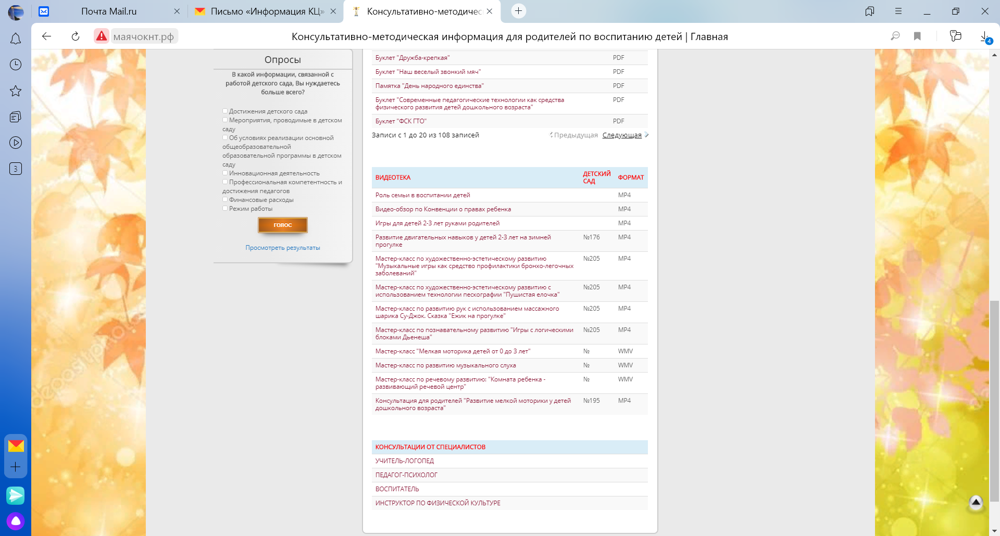 Почта Mail.ru
Письмо «Информация КЦ»
Консультативно-методичес
маячокнт.рф
Консультативно-методическая информация для родителей по воспитанию детей | Главная
4
3
Опросы
В какой информации, связанной с
работой детского сада, Вы нуждаетесь
больше всего?
Достижения детского сада
Мероприятия, проводимые в детском
саду
Об условиях реализации основной
общеобразовательной
образовательной программы в детском
саду
Инновационная деятельность
Профессиональная компетентность и
достижения педагогов
Финансовые расходы
Режим работы
ГОЛОС
Просмотреть результаты
Буклет "Дружба-крепкая" PDF
Буклет "Наш веселый звонкий мяч" PDF
Памятка "День народного единства" PDF
Буклет "Современные педагогические технологии как средства PDF
физического развития детей дошкольного возраста"
Буклет "ФСК ГТО" PDF
Записи с 1 до 20 из 108 записей Предыдущая Следующая
ВИДЕОТЕКА ДЕТСКИЙ САД ФОРМАТ
Роль семьи в воспитании детей MP4
Видео-обзор по Конвенции о правах ребенка MP4
Игры для детей 2-3 лет руками родителей MP4
Развитие двигательных навыков у детей 2-3 лет на зимней №176 MP4
прогулке
Мастер-класс по художественно-эстетическому развитию №205 MP4
"Музыкальные игры как средство профилактики бронхо-легочных
заболеваний"
Мастер-класс по художественно-эстетическому развитию с №205 MP4
использованием технологии пескографии "Пушистая елочка"
Мастер-класс по развитию рук с использованием массажного №205 MP4
шарика Су-Джок. Сказка "Ежик на прогулке"
Мастер-класс по познавательному развитию "Игры с логическими №205 MP4
блоками Дьенеша"
Мастер-класс "Мелкая моторика детей от 0 до 3 лет" № WMV
Мастер-класс по развитию музыкального слуха № WMV
Мастер-класс по речевому развитию: "Комната ребенка - № WMV
развивающий речевой центр"
Консультация для родителей "Развитие мелкой моторики у детей №195 MP4
дошкольного возраста"
КОНСУЛЬТАЦИИ ОТ СПЕЦИАЛИСТОВ
УЧИТЕЛЬ-ЛОГОПЕД
ПЕДАГОГ-ПСИХОЛОГ
ВОСПИТАТЕЛЬ
ИНСТРУКТОР ПО ФИЗИЧЕСКОЙ КУЛЬТУРЕ